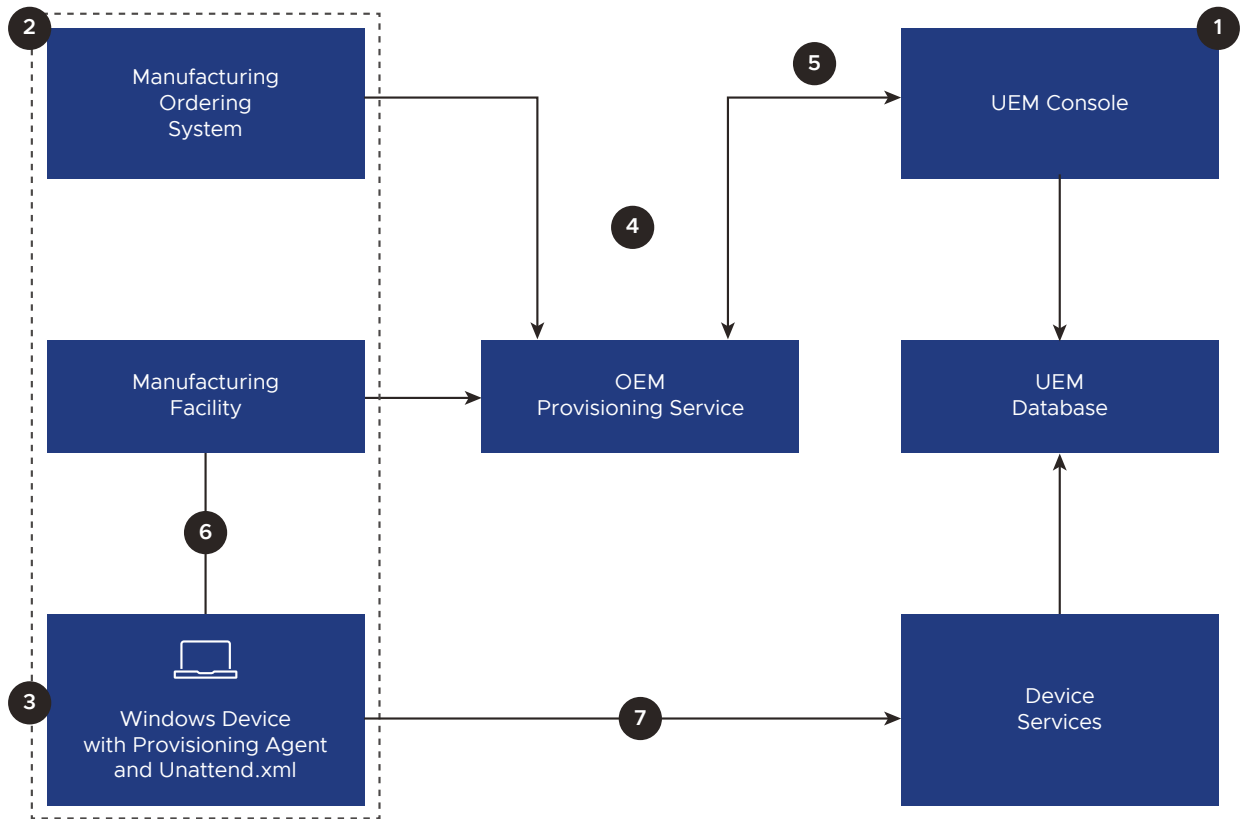 2
Manufacturing
Ordering
System
5
1
UEM Console
4
Manufacturing
Facility
OEM
Provisioning Service
UEM
Database
6
3
Windows Device
with Provisioning Agent
and Unattend.xml
7
Device
Services